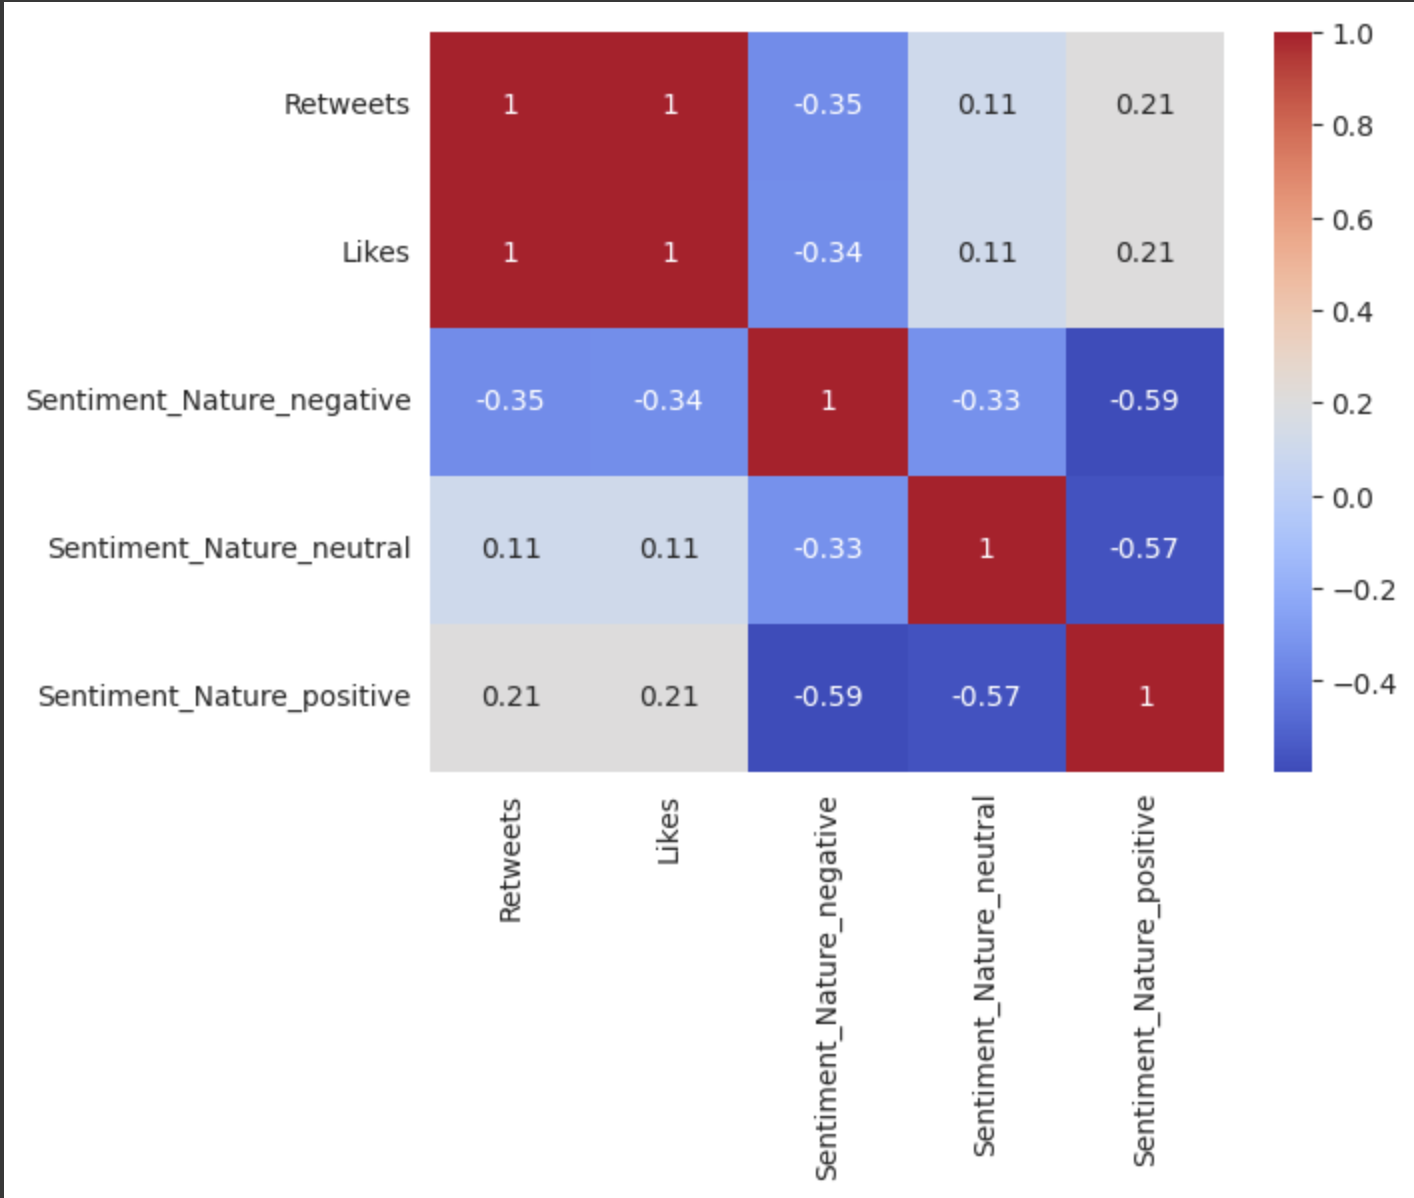 Retweets 1 1 -0.35 0.11 0.21
Likes 1 1 -0.34 0.11 0.21
Sentiment_Nature_negative -0.35 -0.34 1 -0.33 -0.59
Sentiment_Nature_neutral 0.11 0.11 -0.33 1 -0.57
Sentiment_Nature_positive 0.21 0.21 -0.59 -0.57 1
Retweets
Likes
Sentiment_Nature_negative
Sentiment_Nature_neutral
Sentiment_Nature_positive
1.0
0.8
0.6
0.4
0.2
0.0
−0.2
−0.4